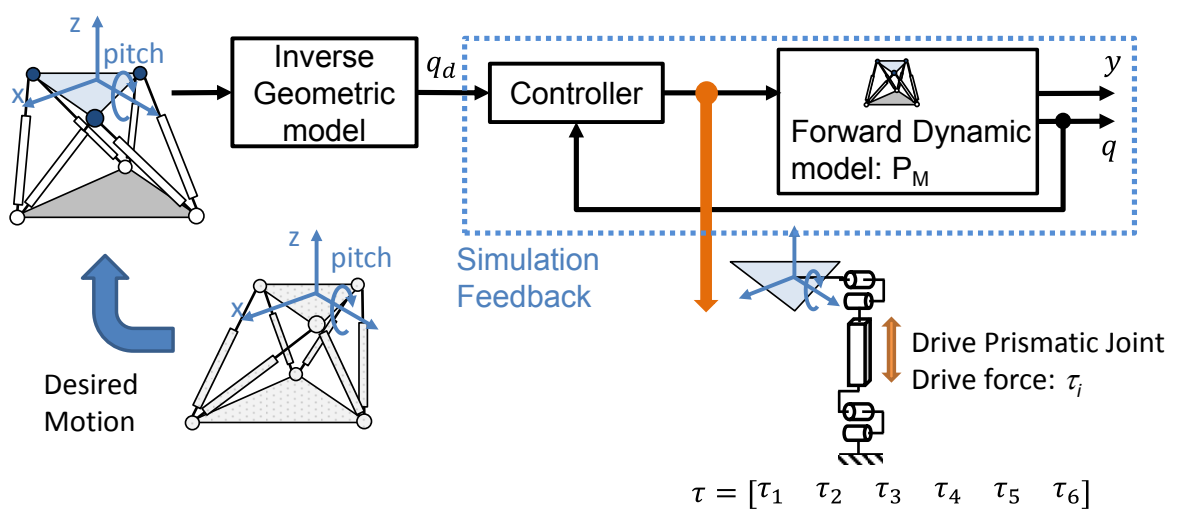 z
pitch
x
Inverse
Geometric
model
q_d
Controller
Forward Dynamic
model: P_M
y
q
Simulation
Feedback
z
pitch
x
Desired
Motion
Drive Prismatic Joint
Drive force: τ_i
τ = [τ_1 τ_2 τ_3 τ_4 τ_5 τ_6]